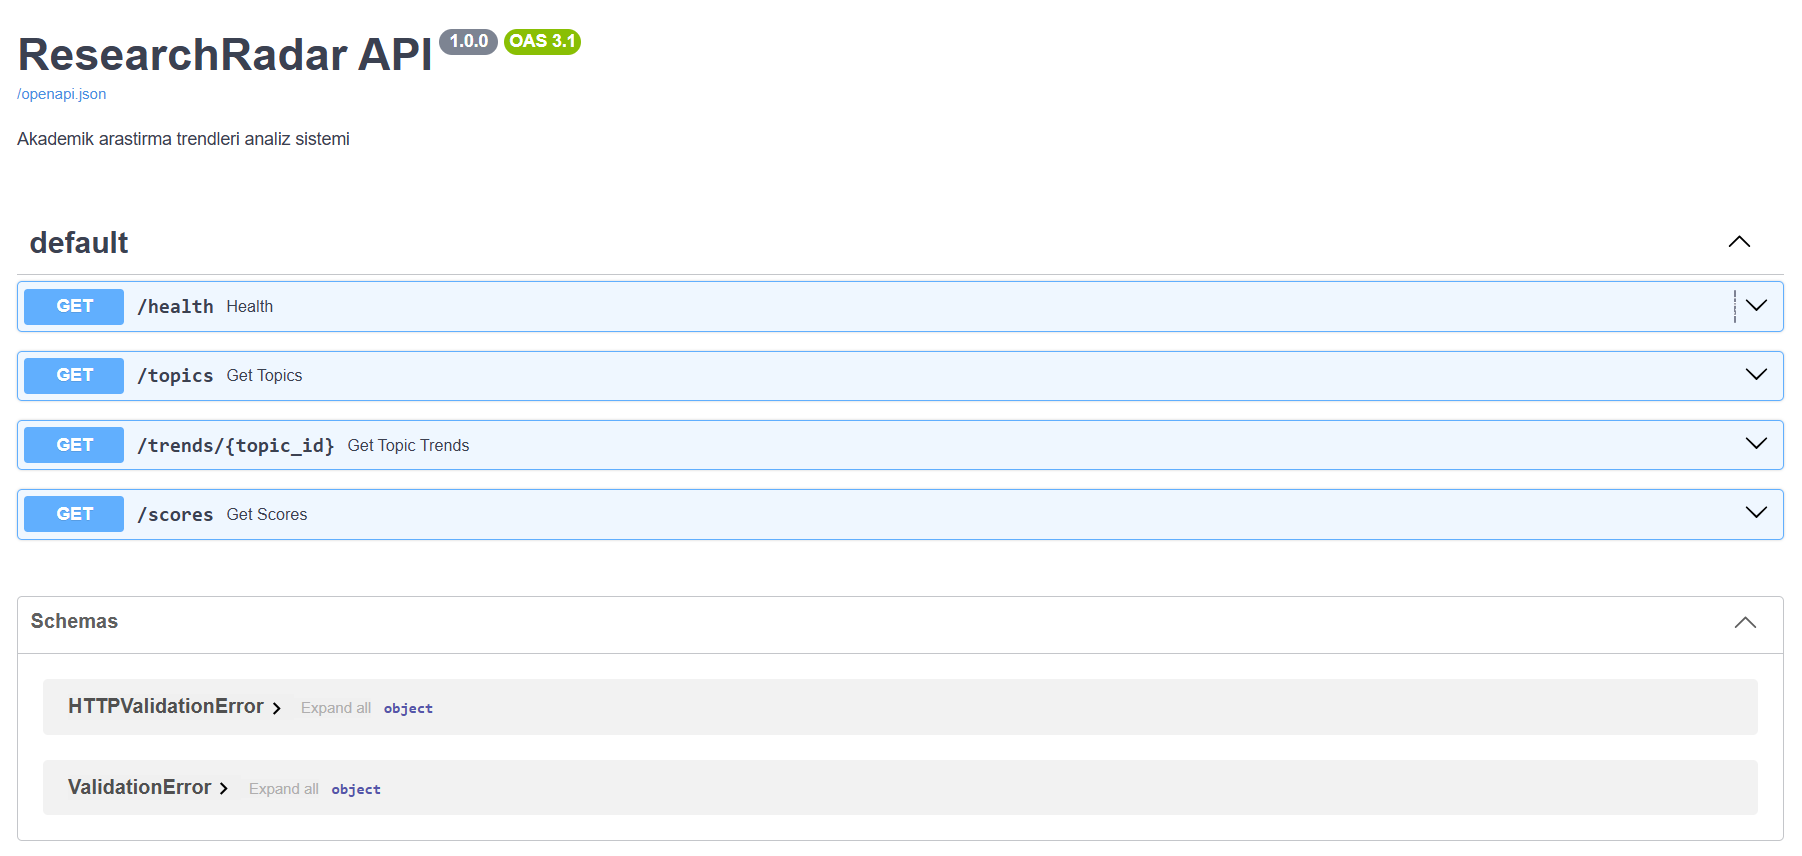 ResearchRadar API 1.0.0 OAS 3.1
/openapi.json
Akademik arastirma trendleri analiz sistemi
default
GET /health Health
GET /topics Get Topics
GET /trends/{topic_id} Get Topic Trends
GET /scores Get Scores
Schemas
HTTPValidationError Expand all object
ValidationError Expand all object